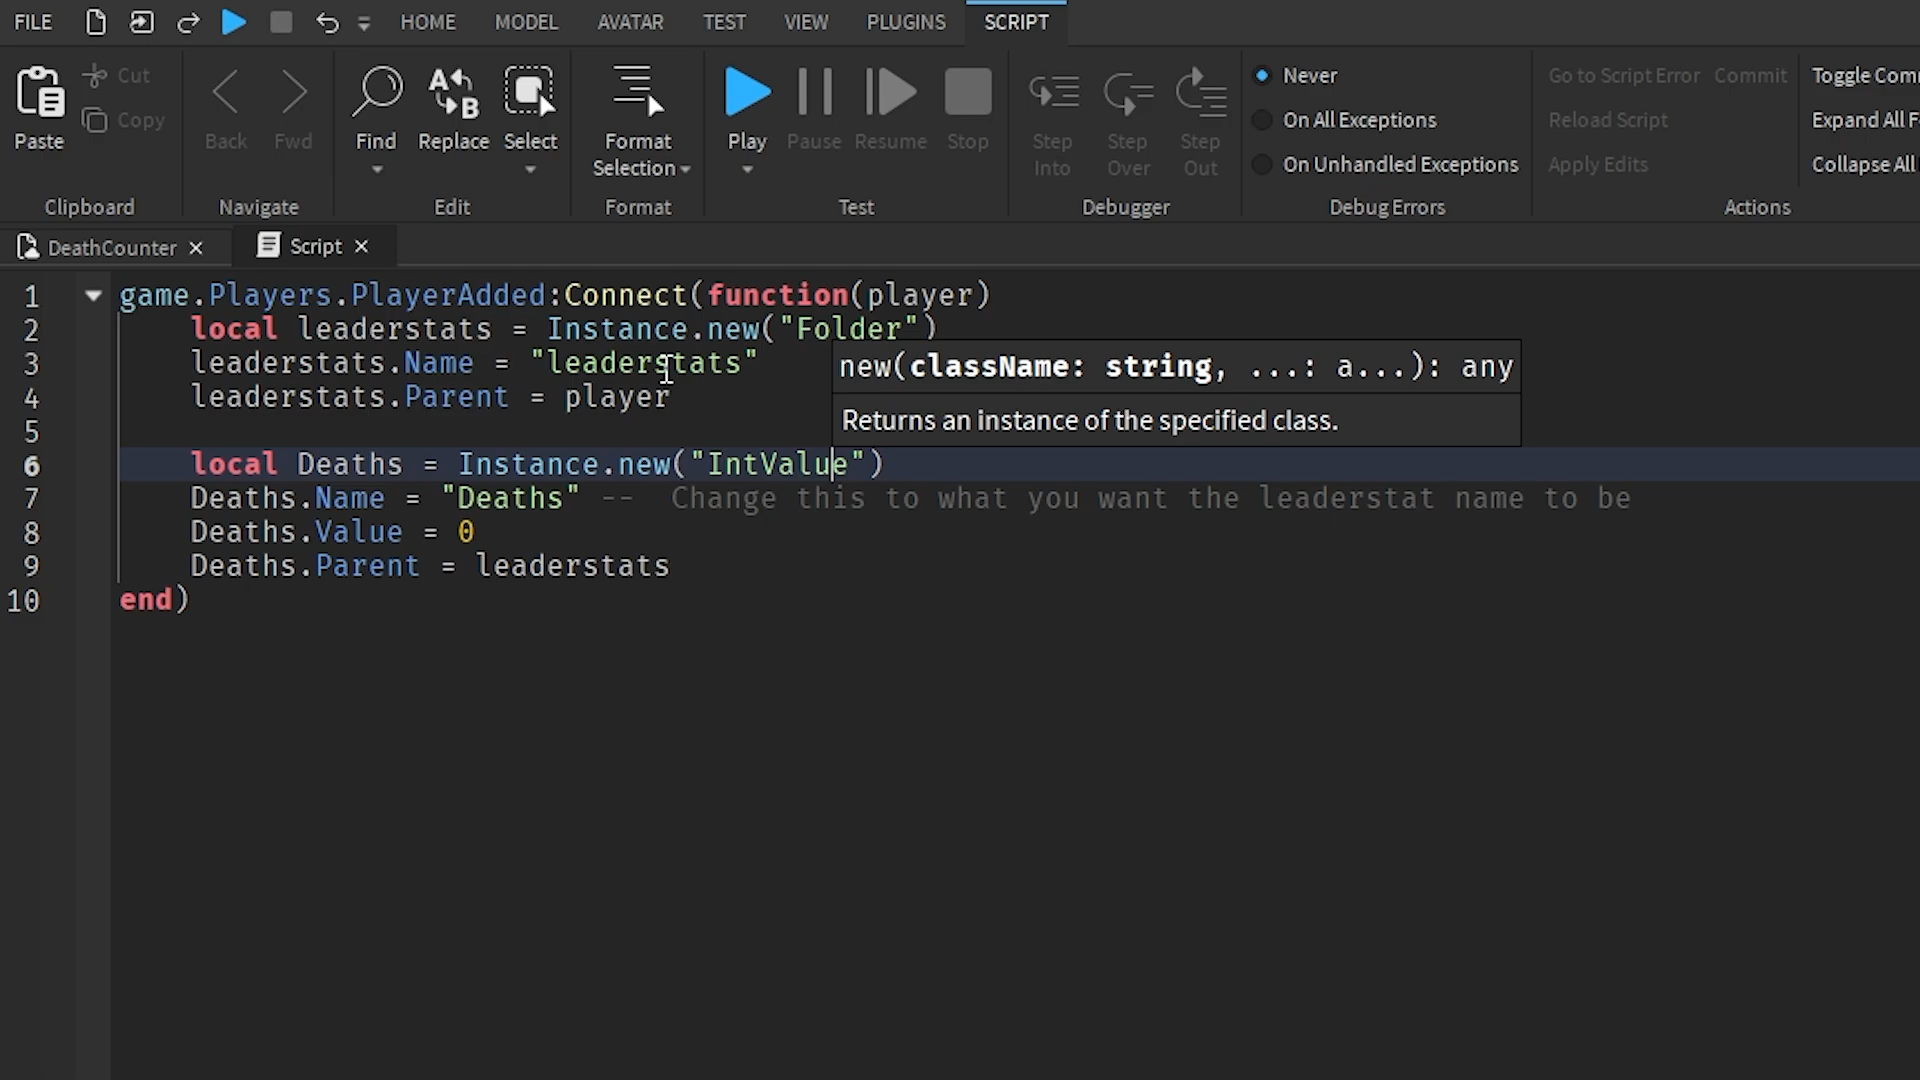 FILE HOME MODEL AVATAR TEST VIEW PLUGINS SCRIPT
Paste Cut Copy Clipboard
Back Fwd Navigate
Find Replace Select Edit
Format Selection Format
Play Pause Resume Stop Test
Step Into Step Over Step Out Debugger
Never
On All Exceptions
On Unhandled Exceptions
Debug Errors
Go to Script Error Commit
Reload Script
Apply Edits
Toggle Com
Expand All F
Collapse All
Actions
DeathCounter × Script ×
1 game.Players.PlayerAdded:Connect(function(player)
2 local leaderstats = Instance.new("Folder")
3 leaderstats.Name = "leaderstats"
new(className: string, ...: a...): any
4 leaderstats.Parent = player
Returns an instance of the specified class.
5
6 local Deaths = Instance.new("IntValue")
7 Deaths.Name = "Deaths" --  Change this to what you want the leaderstat name to be
8 Deaths.Value = 0
9 Deaths.Parent = leaderstats
10 end)